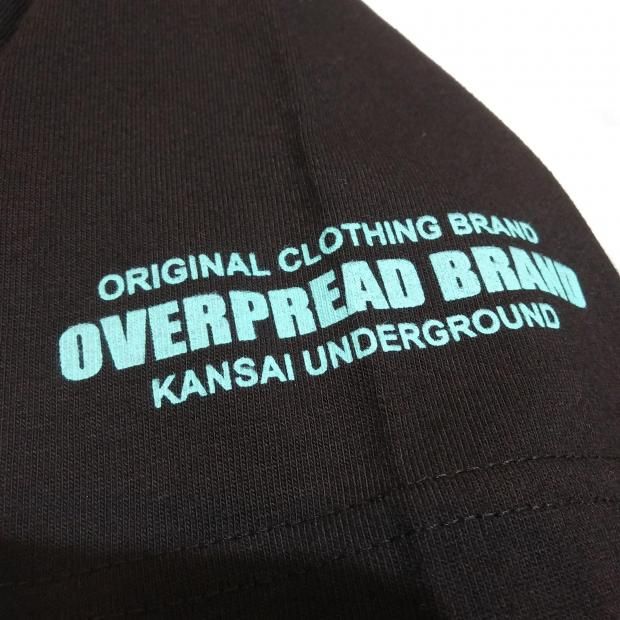 ORIGINAL CLOTHING BRAND
OVERPREAD BRAND
KANSAI UNDERGROUND